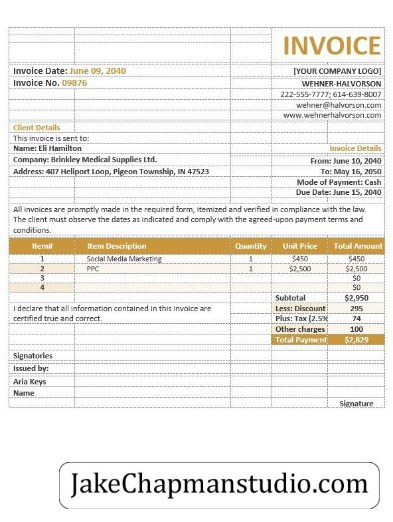 INVOICE
Invoice Date: June 09, 2040 [YOUR COMPANY LOGO]
Invoice No. 09876 WEHNER-HALVORSON
222-555-7777; 614-639-8007
wehner@halvorson.com
www.wehnerhalvorson.com
Client Details
This invoice is sent to:
Name: Eli Hamilton Invoice Details
Company: Brinkley Medical Supplies Ltd. From: June 10, 2040
Address: 407 Heliport Loop, Pigeon Township, IN 47523 To: May 16, 2050
Mode of Payment: Cash
Due Date: June 15, 2040
All invoices are promptly made in the required form, itemized and verified in compliance with the law.
The client must observe the dates as indicated and comply with the agreed-upon payment terms and
conditions.
Item# Item Description Quantity Unit Price Total Amount
1 Social Media Marketing 1 $450 $450
2 PPC 1 $2,500 $2,500
3 $0
4 $0
Subtotal $2,950
I declare that all information contained in this invoice are Less: Discount 295
certified true and correct. Plus: Tax (2.5% 74
Other charges 100
Total Payment $2,829
Signatories
Issued by:
Aria Keys
Name
Signature
JakeChapmanstudio.com